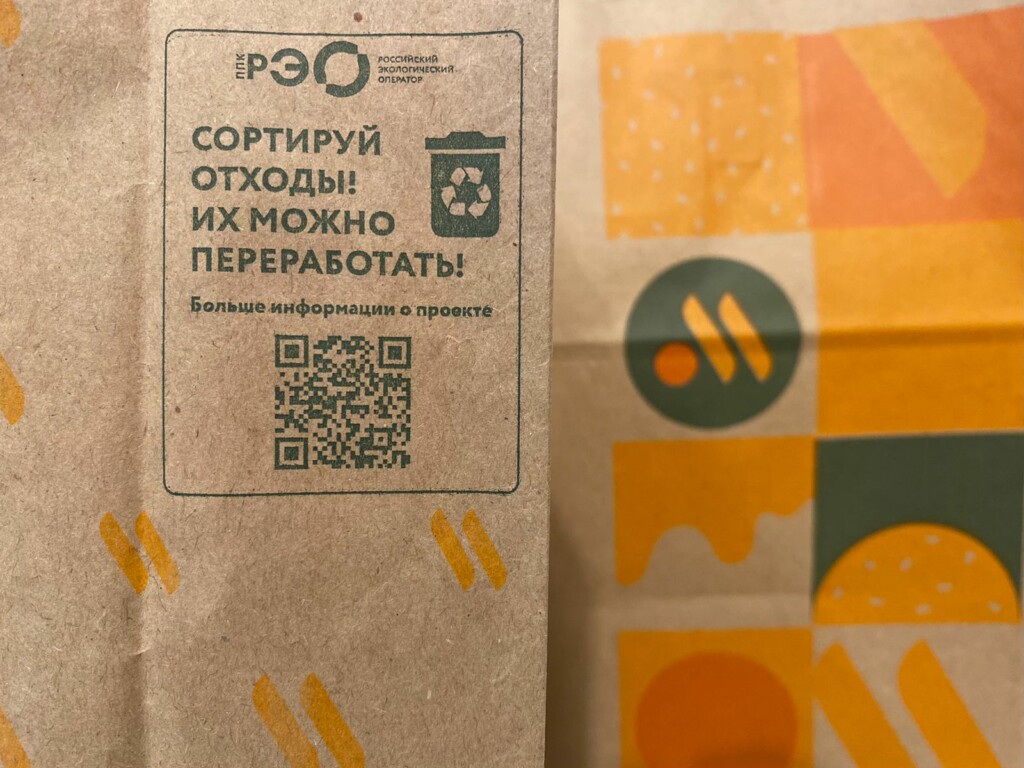 ППК РЭО
РОССИЙСКИЙ
ЭКОЛОГИЧЕСКИЙ
ОПЕРАТОР
СОРТИРУЙ
ОТХОДЫ!
ИХ МОЖНО
ПЕРЕРАБОТАТЬ!
Больше информации о проекте